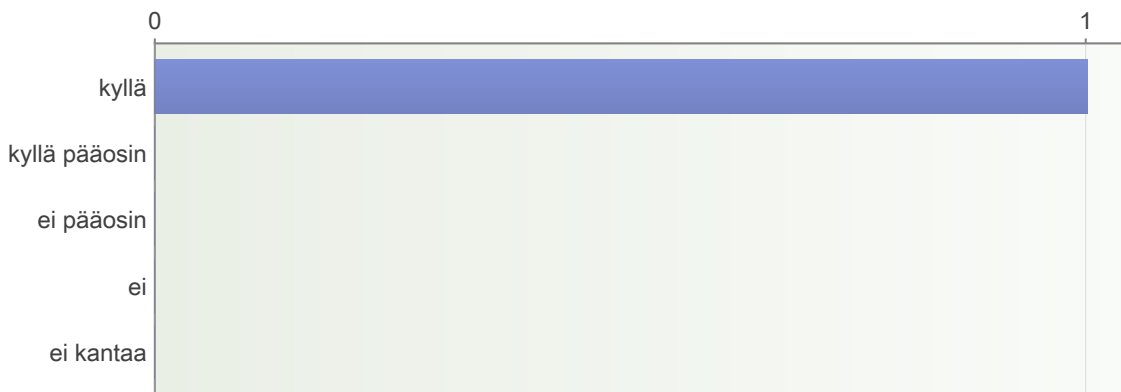 0 1
kyllä
kyllä pääosin
ei pääosin
ei
ei kantaa